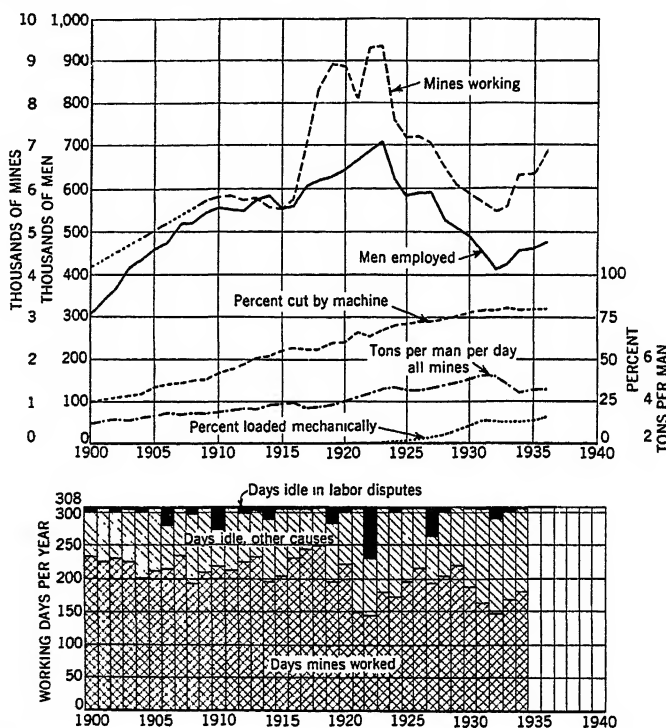 10 1,000
9 900
8 800
7 700
6 600
5 500
4 400 100
3 300 75
2 200 50 6
1 100 25 4
0 0 0 2
THOUSANDS OF MINES
THOUSANDS OF MEN
PERCENT
TONS PER MAN
Mines working
Men employed
Percent cut by machine
Tons per man per day
all mines
Percent loaded mechanically
1900 1905 1910 1915 1920 1925 1930 1935 1940
Days idle in labor disputes
308
300
250
200
150
100
50
0
WORKING DAYS PER YEAR
Days idle, other causes
Days mines worked
1900 1905 1910 1915 1920 1925 1930 1935 1940